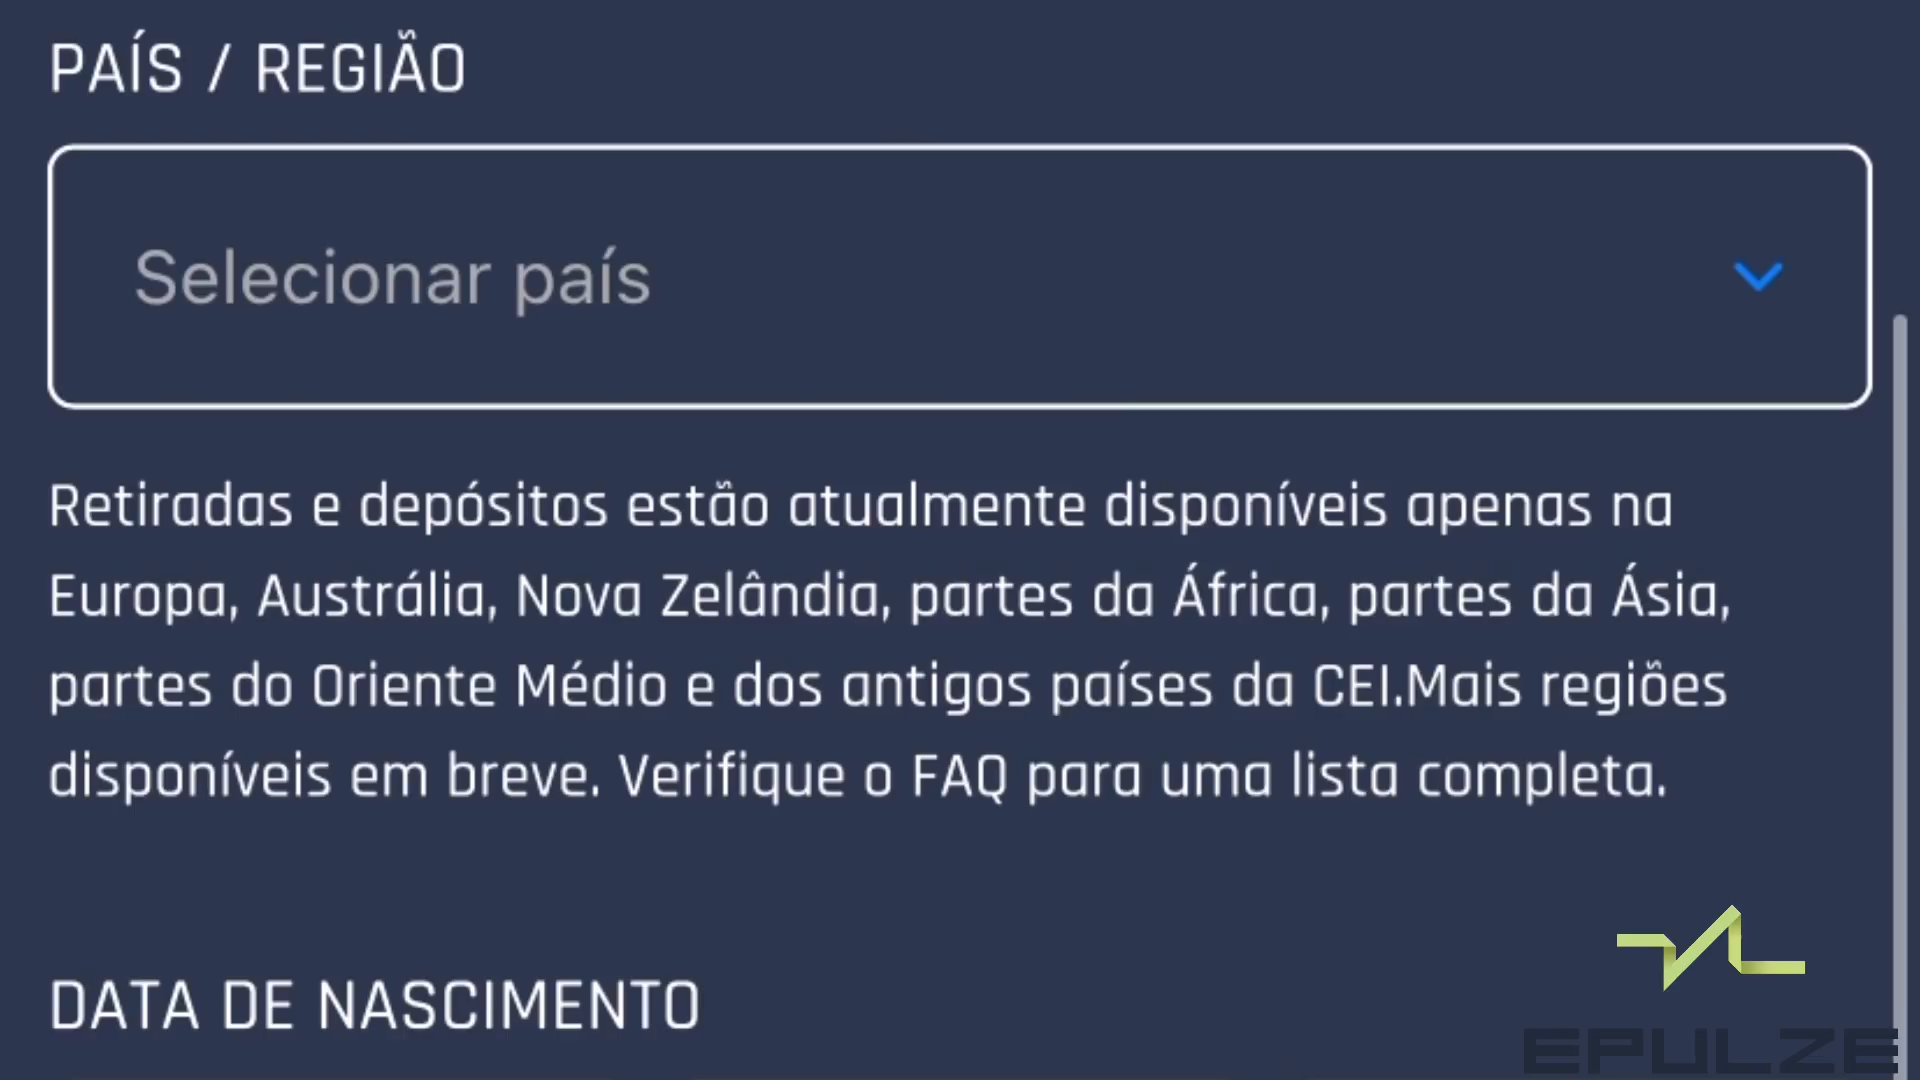 PAÍS / REGIÃO
Selecionar país
Retiradas e depósitos estão atualmente disponíveis apenas na
Europa, Austrália, Nova Zelândia, partes da África, partes da Ásia,
partes do Oriente Médio e dos antigos países da CEI.Mais regiões
disponíveis em breve. Verifique o FAQ para uma lista completa.
DATA DE NASCIMENTO
EPULZE